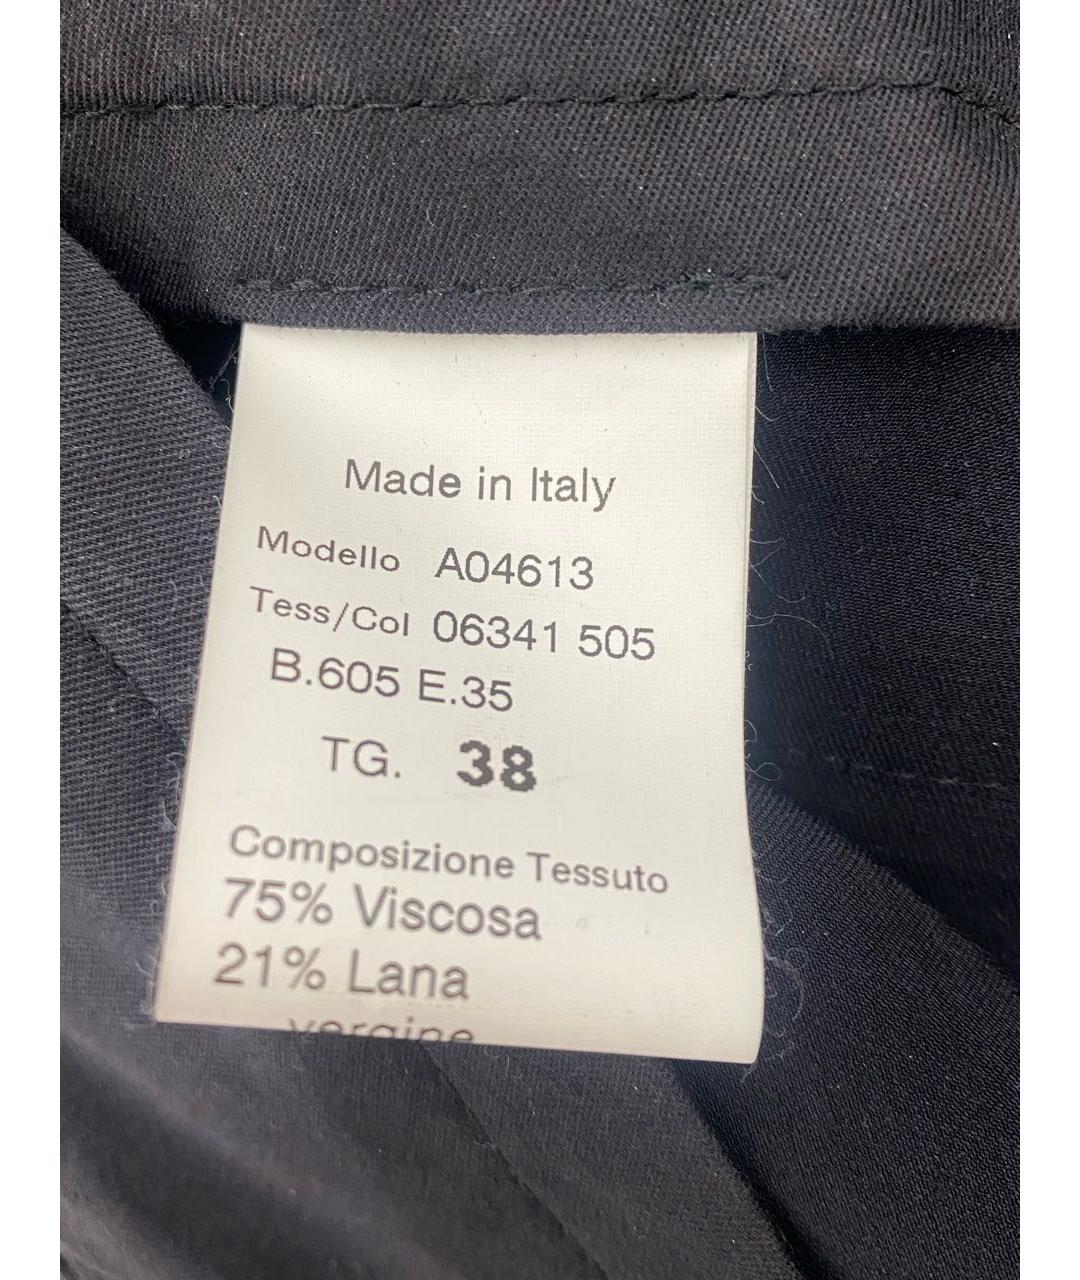 Made in Italy
Modello A04613
Tess/Col 06341 505
B.605 E.35
TG. 38
Composizione Tessuto
75% Viscosa
21% Lana
vergine